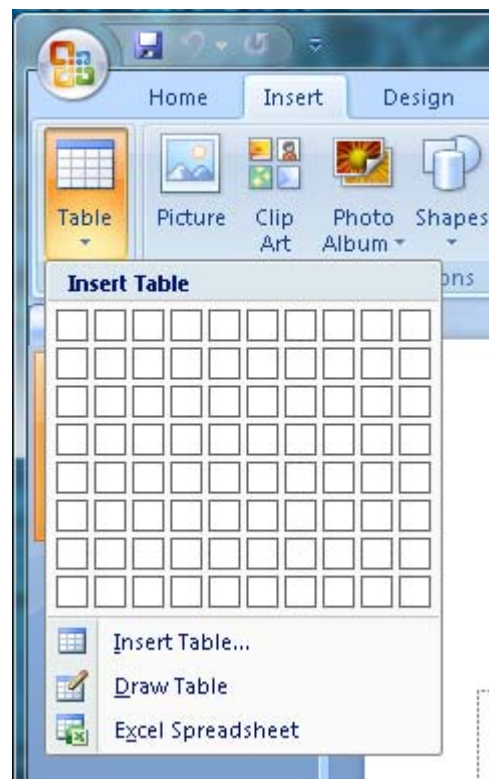 Home Insert Design
Table Picture Clip Art Photo Album Shapes
ons
Insert Table
Insert Table...
Draw Table
Excel Spreadsheet